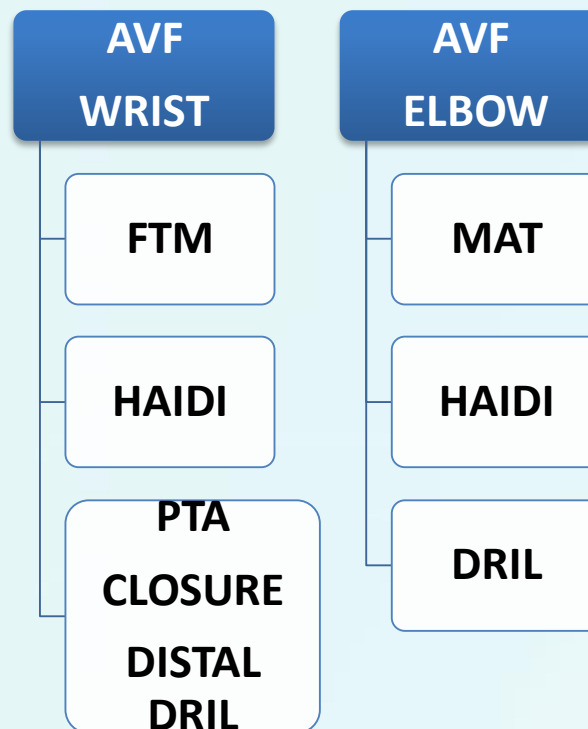 AVF
WRIST
FTM
HAIDI
PTA
CLOSURE
DISTAL
DRIL
AVF
ELBOW
MAT
HAIDI
DRIL